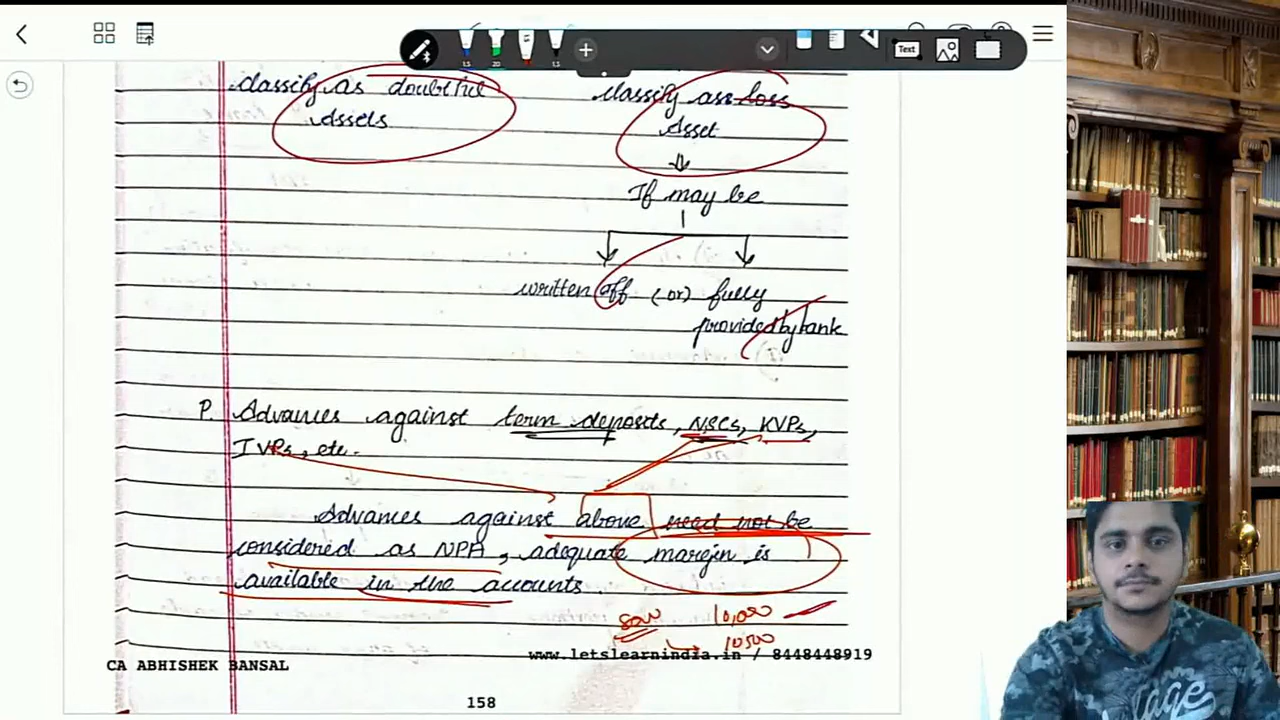 Text
classify as doubtful
Assets
classify as loss
Asset
If may be
written off (or) fully
provided by bank
P. Advances against term deposits, NSCs, KVPs,
IVPs, etc.
Advances against above need not be
considered as NPA, adequate margin is
available in the accounts.
8000 10,000
10500
www.letslearnindia.in / 8448448919
CA ABHISHEK BANSAL
158